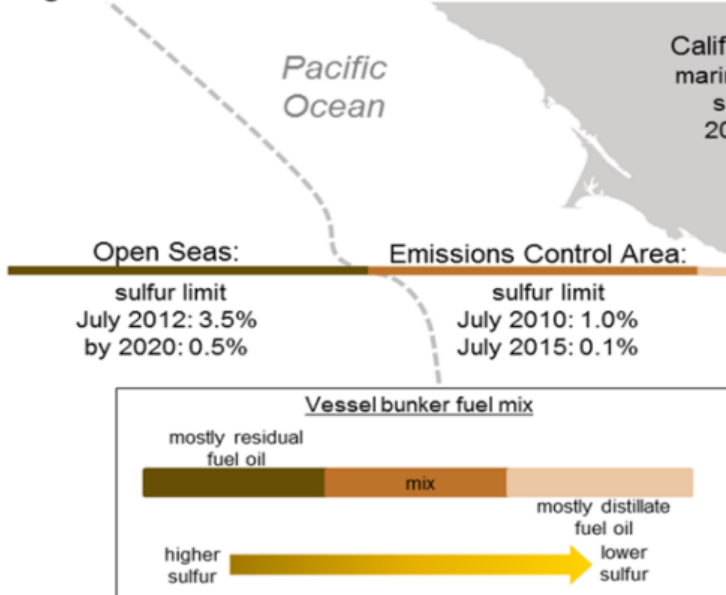 Pacific
Ocean
Open Seas:
sulfur limit
July 2012: 3.5%
by 2020: 0.5%
Emissions Control Area:
sulfur limit
July 2010: 1.0%
July 2015: 0.1%
Vessel bunker fuel mix
mostly residual
fuel oil
mix
mostly distillate
fuel oil
higher
sulfur
lower
sulfur